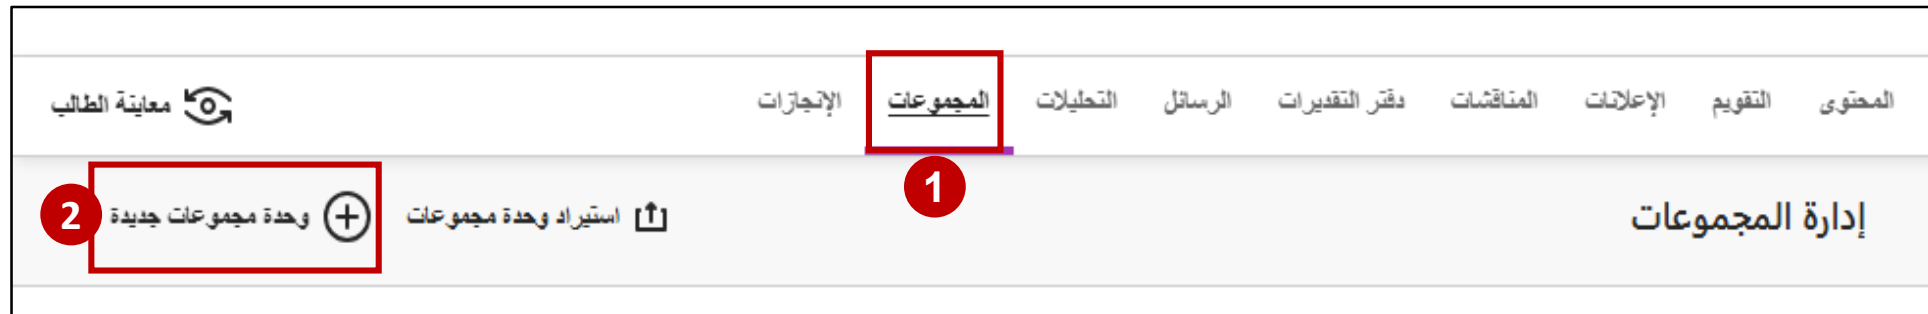 المحتوى التقويم الإعلانات المناقشات دفتر التقديرات الرسائل التحليلات المجموعات الإنجازات معاينة الطالب
1
إدارة المجموعات استيراد وحدة مجموعات وحدة مجموعات جديدة 2